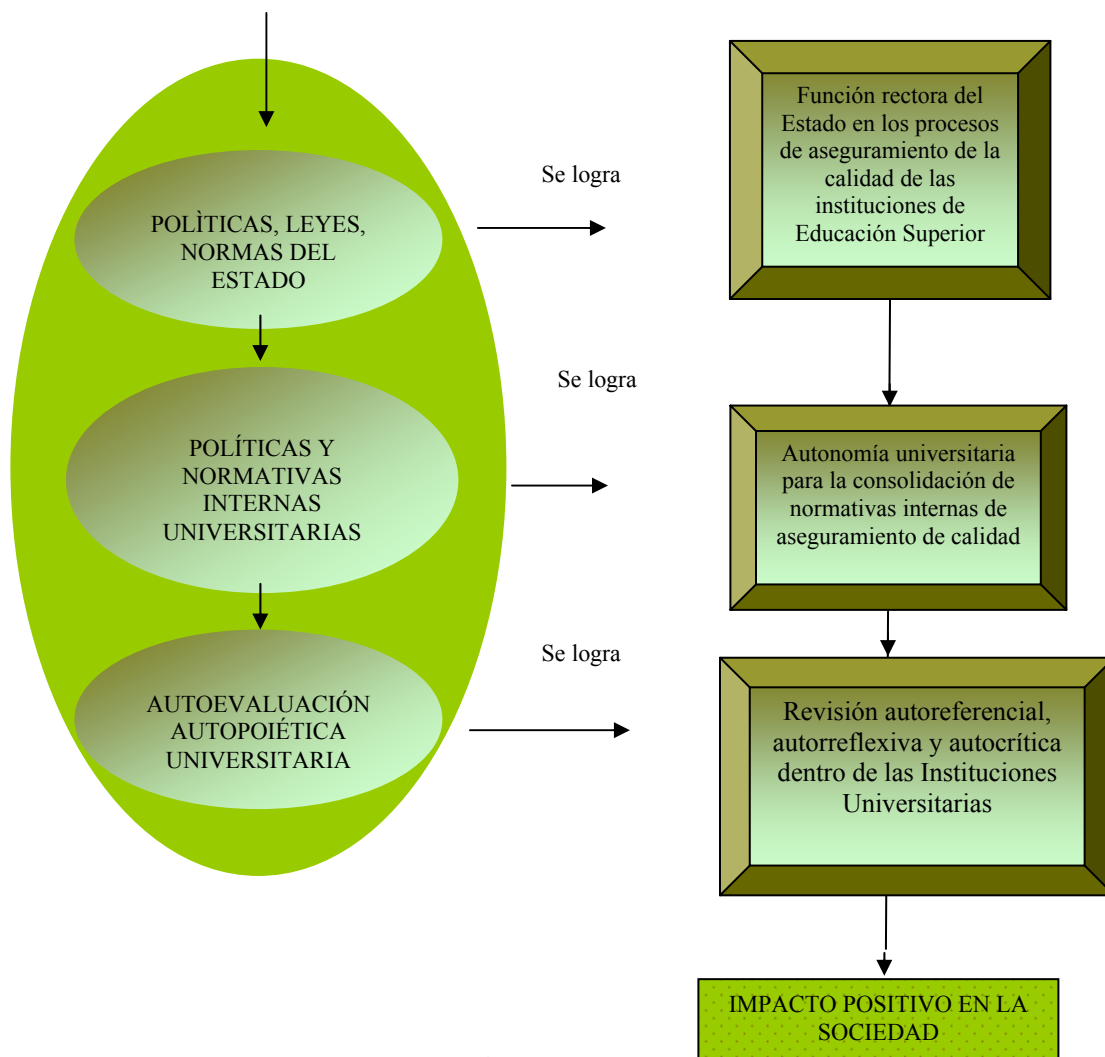 POLÌTICAS, LEYES,
NORMAS DEL
ESTADO
Se logra
Función rectora del
Estado en los procesos
de aseguramiento de la
calidad de las
instituciones de
Educación Superior
POLÍTICAS Y
NORMATIVAS
INTERNAS
UNIVERSITARIAS
Se logra
Autonomía universitaria
para la consolidación de
normativas internas de
aseguramiento de calidad
AUTOEVALUACIÓN
AUTOPOIÉTICA
UNIVERSITARIA
Se logra
Revisión autoreferencial,
autorreflexiva y autocrítica
dentro de las Instituciones
Universitarias
IMPACTO POSITIVO EN LA
SOCIEDAD